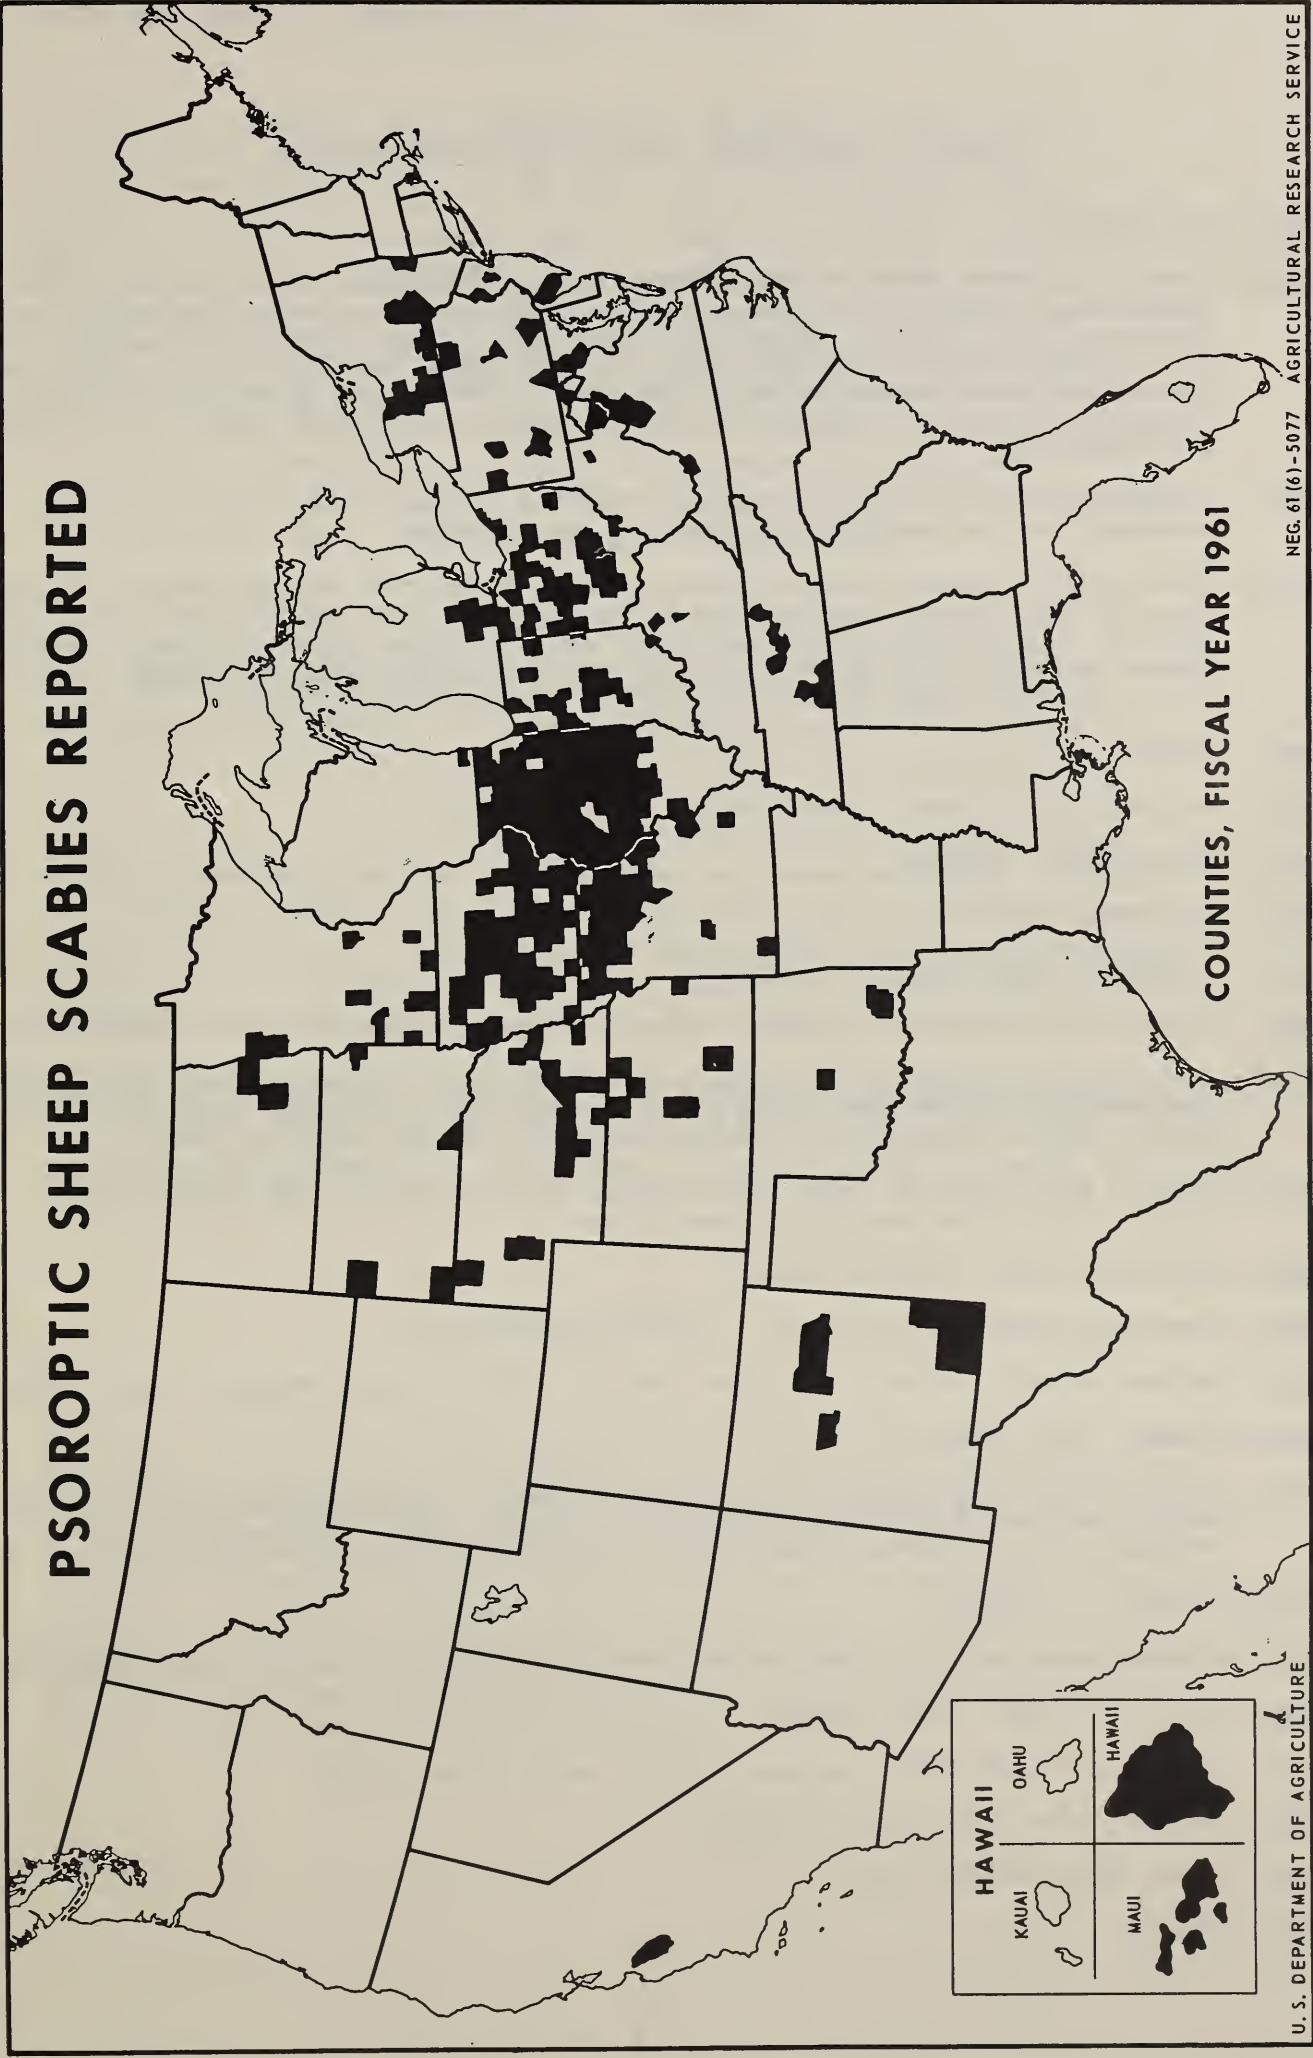 PSOROPTIC SHEEP SCABIES REPORTED
HAWAII
KAUAI
OAHU
MAUI
HAWAII
COUNTIES, FISCAL YEAR 1961
U. S. DEPARTMENT OF AGRICULTURE
NEG. 61 (6) - 5077 AGRICULTURAL RESEARCH SERVICE